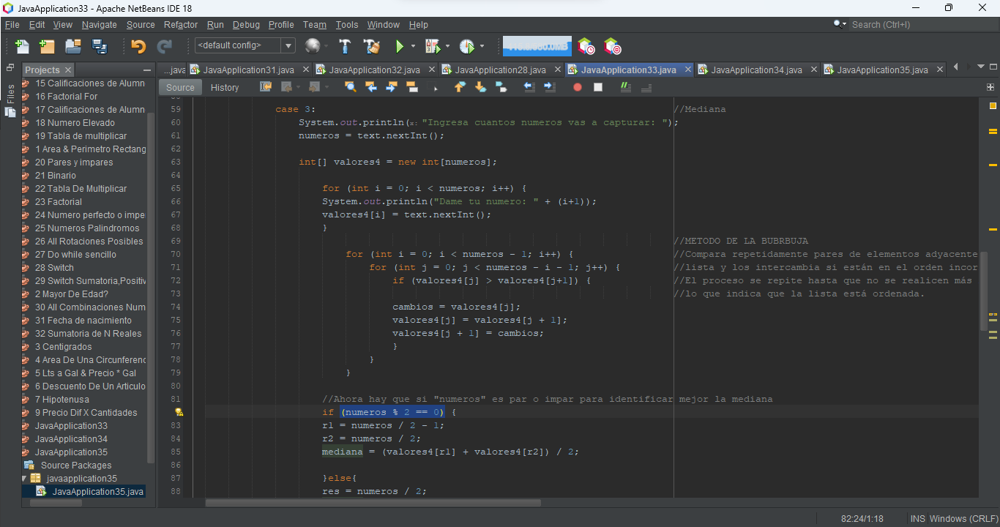 JavaApplication33 - Apache NetBeans IDE 18
File Edit View Navigate Source Refactor Run Debug Profile Team Tools Window Help
Search (Ctrl+I)
<default config>
Files
Projects
15 Calificaciones de Alumn
16 Factorial For
17 Calificaciones de Alumn
18 Numero Elevado
19 Tabla de multiplicar
1 Area & Perimetro Rectang
20 Pares y impares
21 Binario
22 Tabla De Multiplicar
23 Factorial
24 Numero perfecto o impe
25 Numeros Palindromos
26 All Rotaciones Posibles
27 Do while sencillo
28 Switch
29 Switch Sumatoria,Positiv
2 Mayor De Edad?
30 All Combinaciones Num
31 Fecha de nacimiento
32 Sumatoria de N Reales
3 Centigrados
4 Area De Una Circunferenc
5 Lts a Gal & Precio * Gal
6 Descuento De Un Articulo
7 Hipotenusa
9 Precio Dif X Cantidades
JavaApplication33
JavaApplication34
JavaApplication35
Source Packages
javaapplication35
JavaApplication35.java
...java JavaApplication31.java JavaApplication32.java JavaApplication28.java JavaApplication33.java JavaApplication34.java JavaApplication35.java
Source History
59 case 3: //Mediana
60 System.out.println(x: "Ingresa cuantos numeros vas a capturar: ");
61 numeros = text.nextInt();
62
63 int[] valores4 = new int[numeros];
64
65 for (int i = 0; i < numeros; i++) {
66 System.out.println("Dame tu numero: " + (i+1));
67 valores4[i] = text.nextInt();
68 }
69 //METODO DE LA BUBRBUJA
70 for (int i = 0; i < numeros - 1; i++) { //Compara repetidamente pares de elementos adyacente
71 for (int j = 0; j < numeros - i - 1; j++) { //lista y los intercambia si están en el orden incor
72 if (valores4[j] > valores4[j+1]) { //El proceso se repite hasta que no se realicen más
73 //lo que indica que la lista está ordenada.
74 cambios = valores4[j];
75 valores4[j] = valores4[j + 1];
76 valores4[j + 1] = cambios;
77 }
78 }
79 }
80
81 //Ahora hay que si "numeros" es par o impar para identificar mejor la mediana
if (numeros % 2 == 0) {
83 r1 = numeros / 2 - 1;
84 r2 = numeros / 2;
85 mediana = (valores4[r1] + valores4[r2]) / 2;
86
87 }else{
88 res = numeros / 2;
82:24/1:18 INS Windows (CRLF)